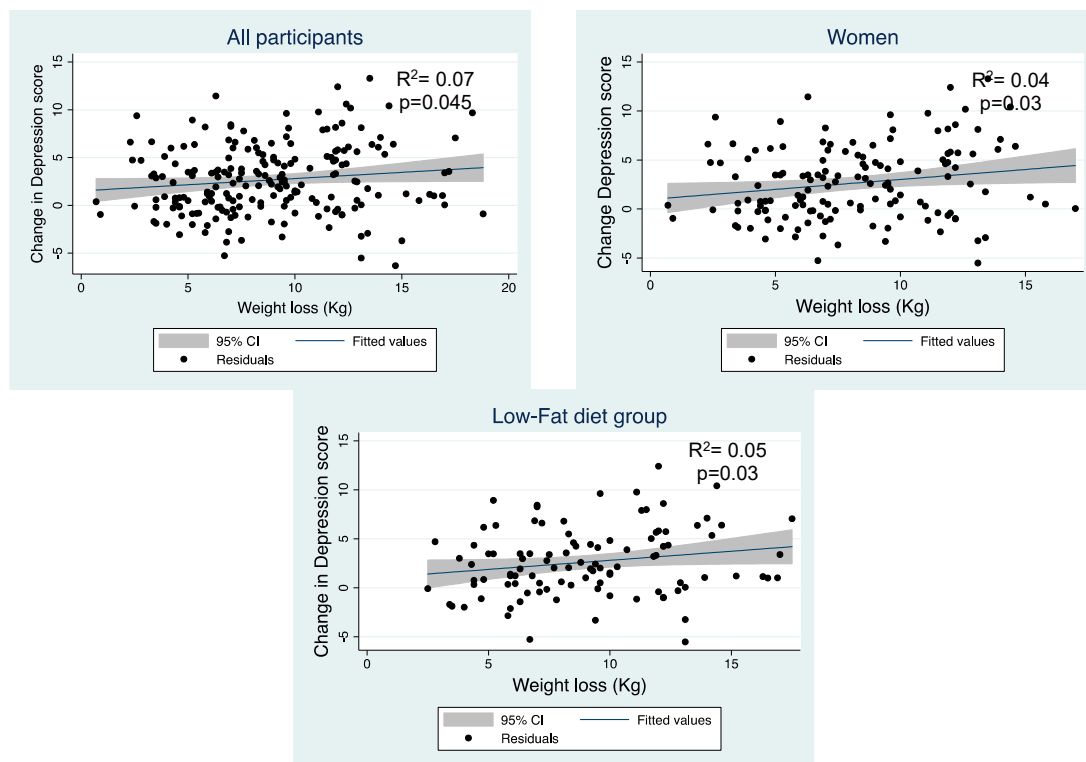 All participants
R²= 0.07
p=0.045
Change in Depression score
-5 0 5 10 15
0 5 10 15 20
Weight loss (Kg)
95% CI Fitted values
Residuals
Women
R²= 0.04
p=0.03
Change Depression score
-5 0 5 10 15
0 5 10 15
Weight loss (Kg)
95% CI Fitted values
Residuals
Low-Fat diet group
R²= 0.05
p=0.03
Change in Depression score
-5 0 5 10 15
0 5 10 15
Weight loss (Kg)
95% CI Fitted values
Residuals